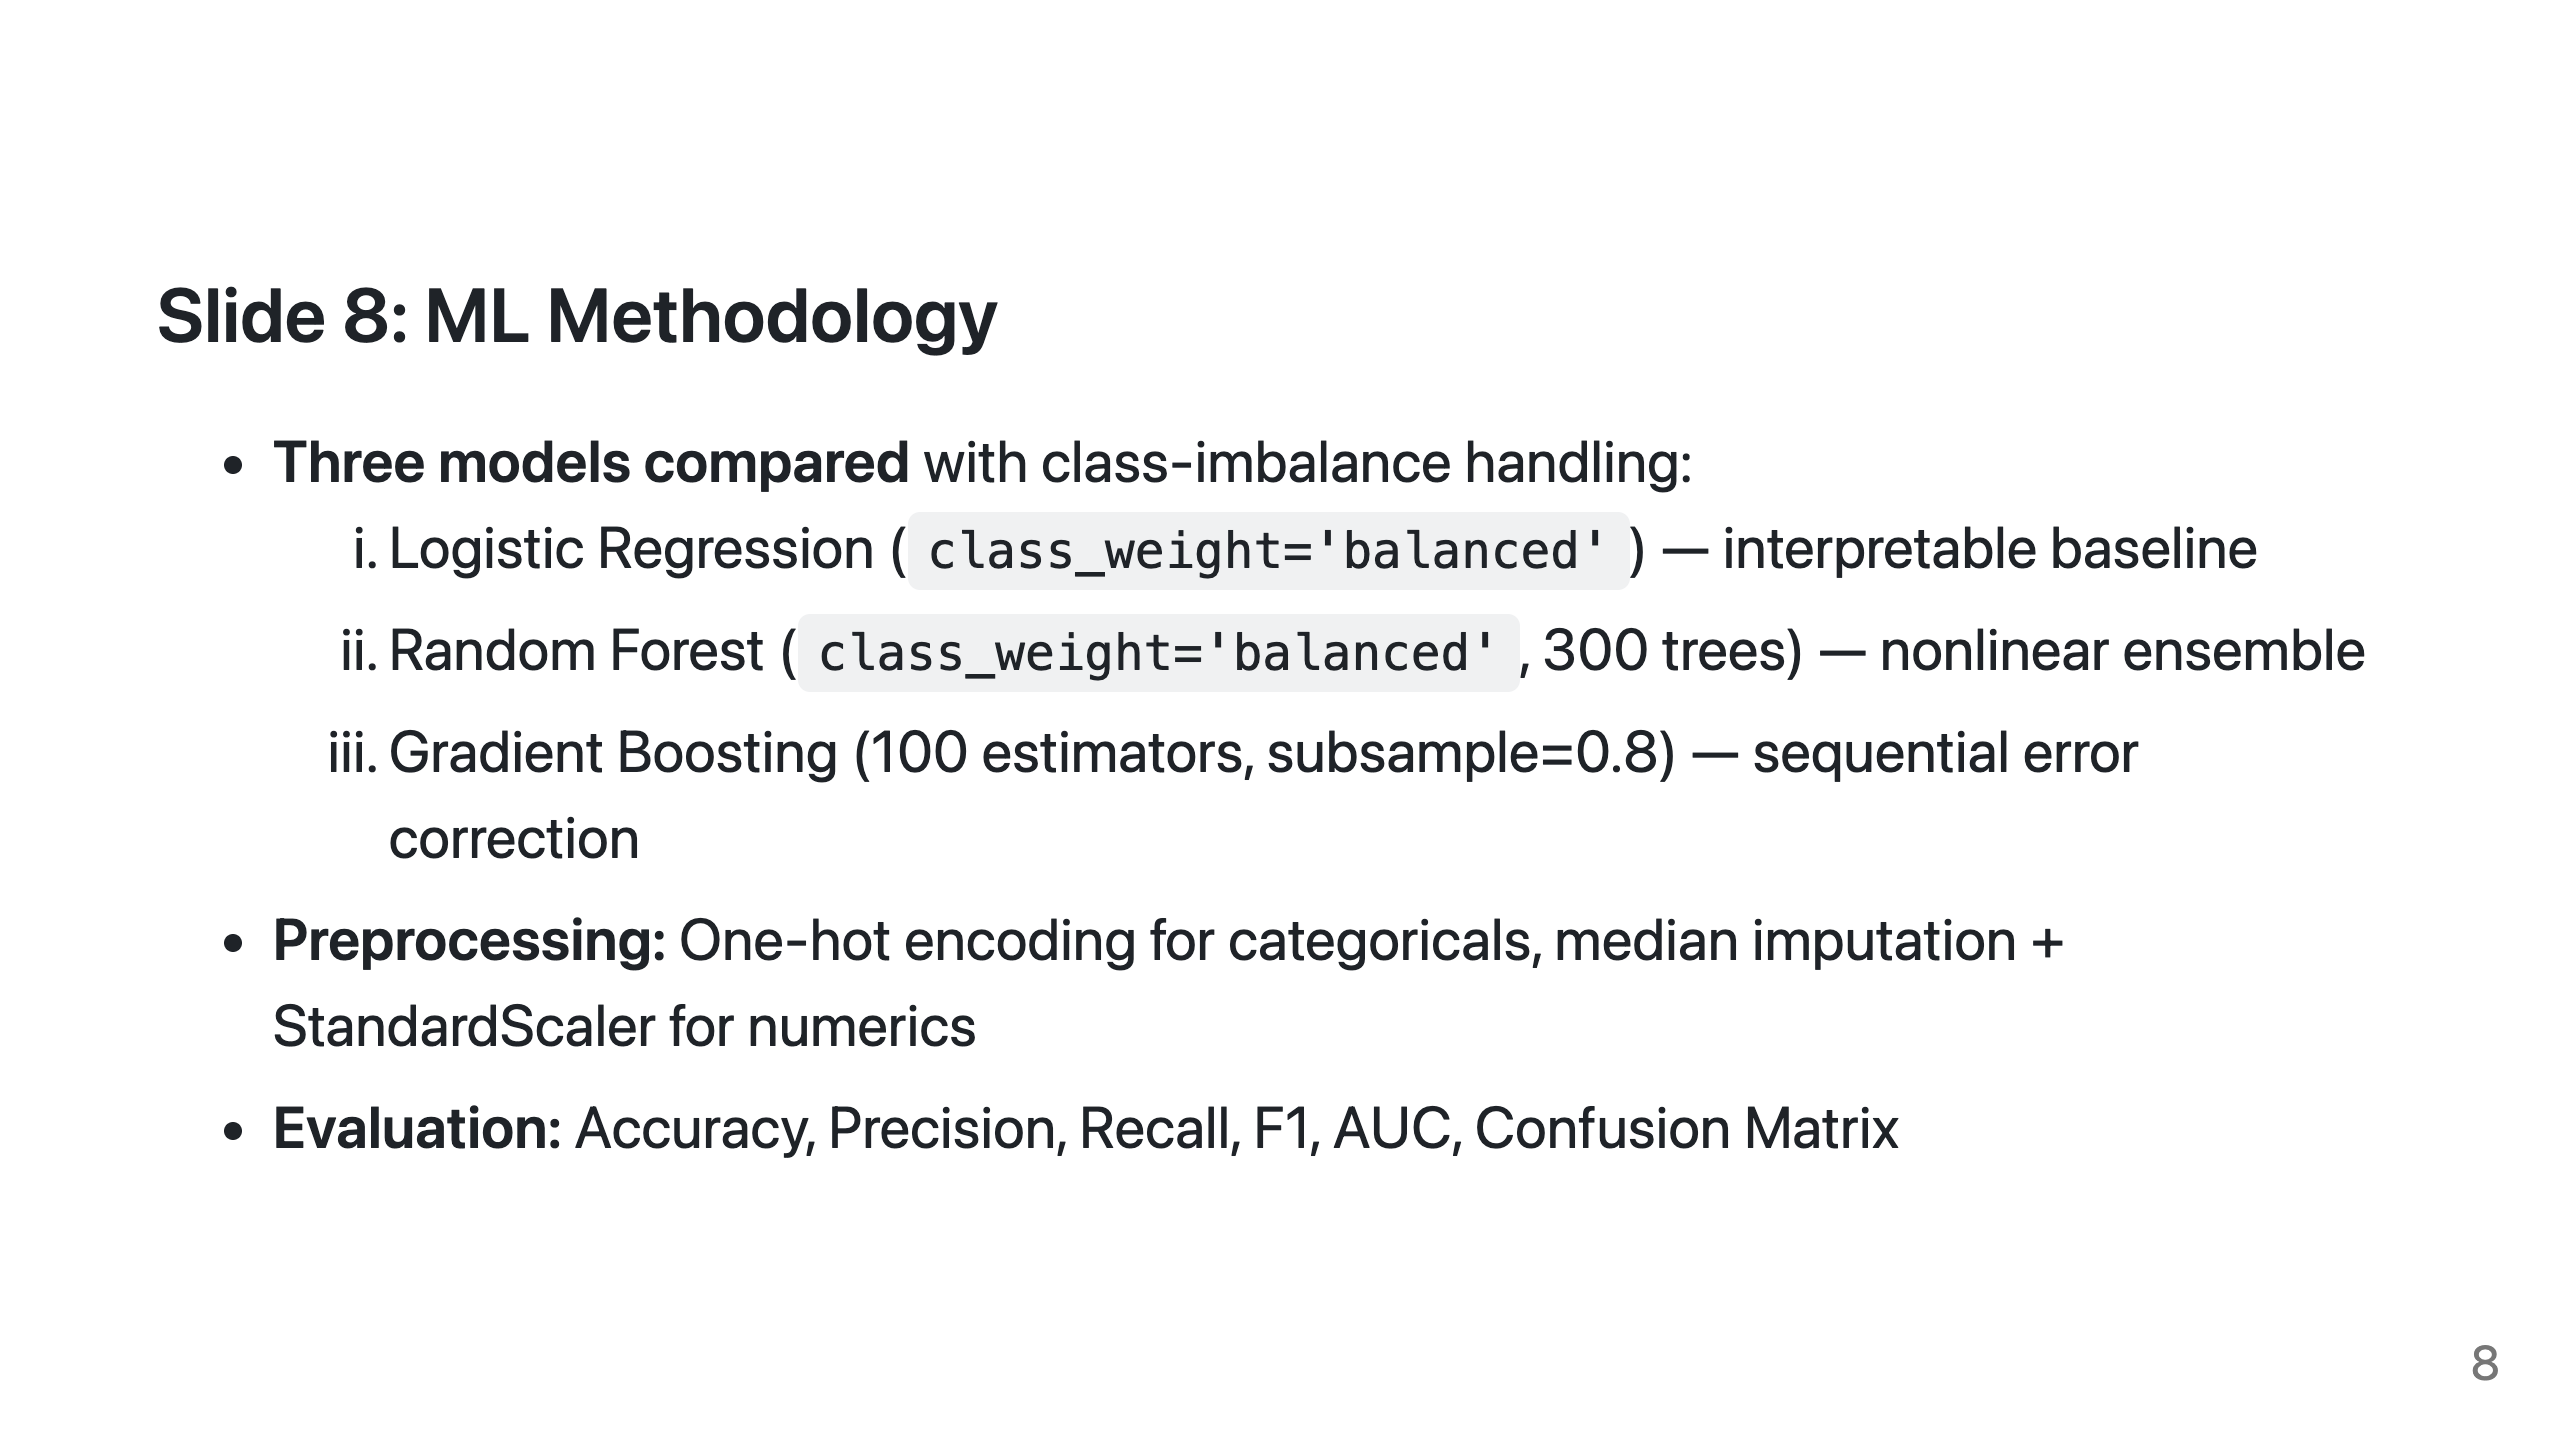 Slide 8: ML Methodology
• Three models compared with class-imbalance handling:
i. Logistic Regression ( class_weight='balanced' ) — interpretable baseline
ii. Random Forest ( class_weight='balanced' , 300 trees) — nonlinear ensemble
iii. Gradient Boosting (100 estimators, subsample=0.8) — sequential error
correction
• Preprocessing: One-hot encoding for categoricals, median imputation +
StandardScaler for numerics
• Evaluation: Accuracy, Precision, Recall, F1, AUC, Confusion Matrix
8